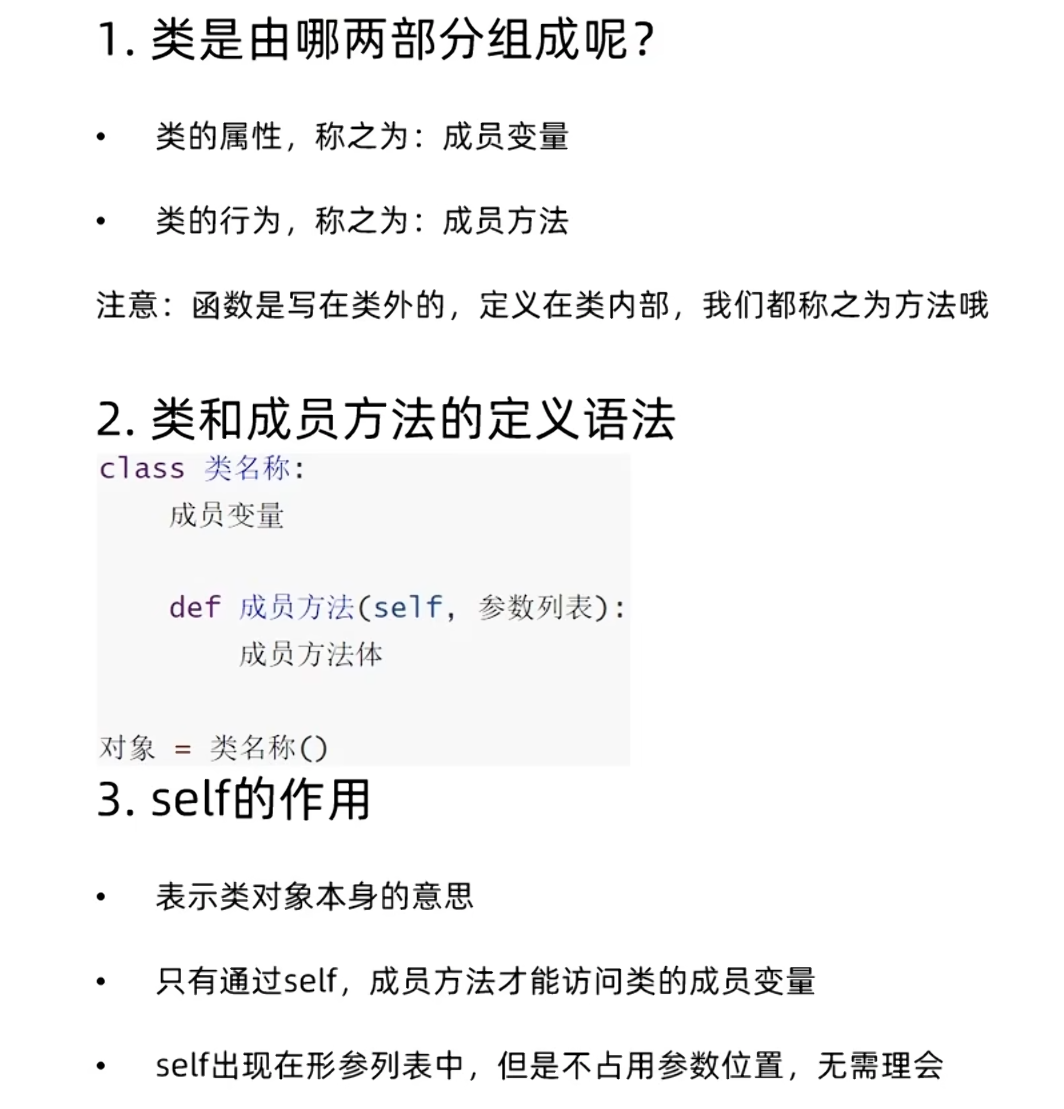 1. 类是由哪两部分组成呢？
• 类的属性，称之为：成员变量
• 类的行为，称之为：成员方法
注意：函数是写在类外的，定义在类内部，我们都称之为方法哦
2. 类和成员方法的定义语法
class 类名称:
    成员变量
    def 成员方法(self, 参数列表):
        成员方法体
对象 = 类名称()
3. self的作用
• 表示类对象本身的意思
• 只有通过self，成员方法才能访问类的成员变量
• self出现在形参列表中，但是不占用参数位置，无需理会